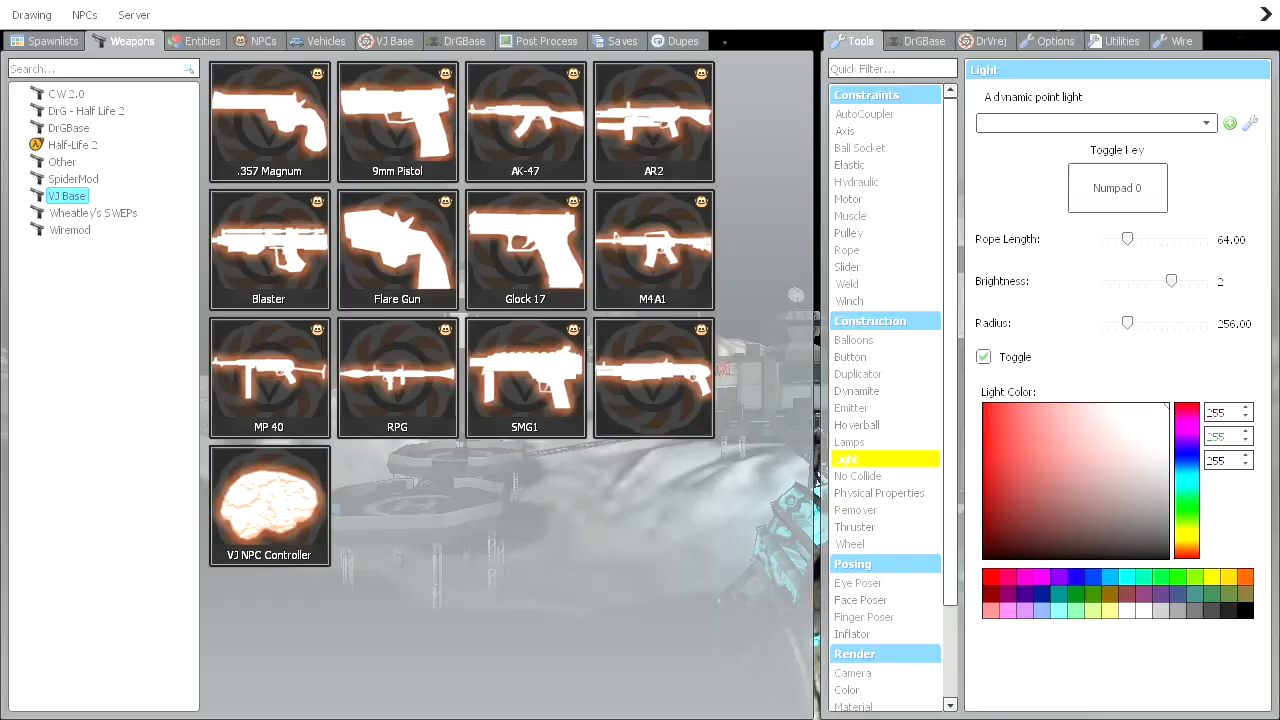 Drawing NPCs Server
Spawnlists Weapons Entities NPCs Vehicles VJ Base DrGBase Post Process Saves Dupes
Search...
CW 2.0
DrG - Half Life 2
DrGBase
Half-Life 2
Other
SpiderMod
VJ Base
Wheatley's SWEPs
Wiremod
.357 Magnum 9mm Pistol AK-47 AR2
Blaster Flare Gun Glock 17 M4A1
MP 40 RPG SMG1
VJ NPC Controller
Tools DrGBase DrVrej Options Utilities Wire
Quick Filter...
Constraints
AutoCoupler
Axis
Ball Socket
Elastic
Hydraulic
Motor
Muscle
Pulley
Rope
Slider
Weld
Winch
Construction
Balloons
Button
Duplicator
Dynamite
Emitter
Hoverball
Lamps
Light
No Collide
Physical Properties
Remover
Thruster
Wheel
Posing
Eye Poser
Face Poser
Finger Poser
Inflator
Render
Camera
Color
Material
Light
A dynamic point light
Toggle Key
Numpad 0
Rope Length: 64.00
Brightness: 2
Radius: 256.00
Toggle
Light Color:
255
255
255